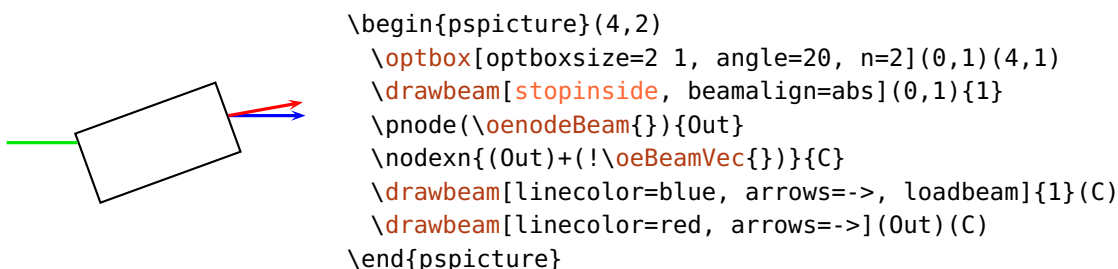 \begin{pspicture}(4,2)
  \optbox[optboxsize=2 1, angle=20, n=2](0,1)(4,1)
  \drawbeam[stopinside, beamalign=abs](0,1){1}
  \pnode(\oenodeBeam{}){Out}
  \nodexn{(Out)+(!\oeBeamVec{})}{C}
  \drawbeam[linecolor=blue, arrows=->, loadbeam]{1}(C)
  \drawbeam[linecolor=red, arrows=->](Out)(C)
\end{pspicture}